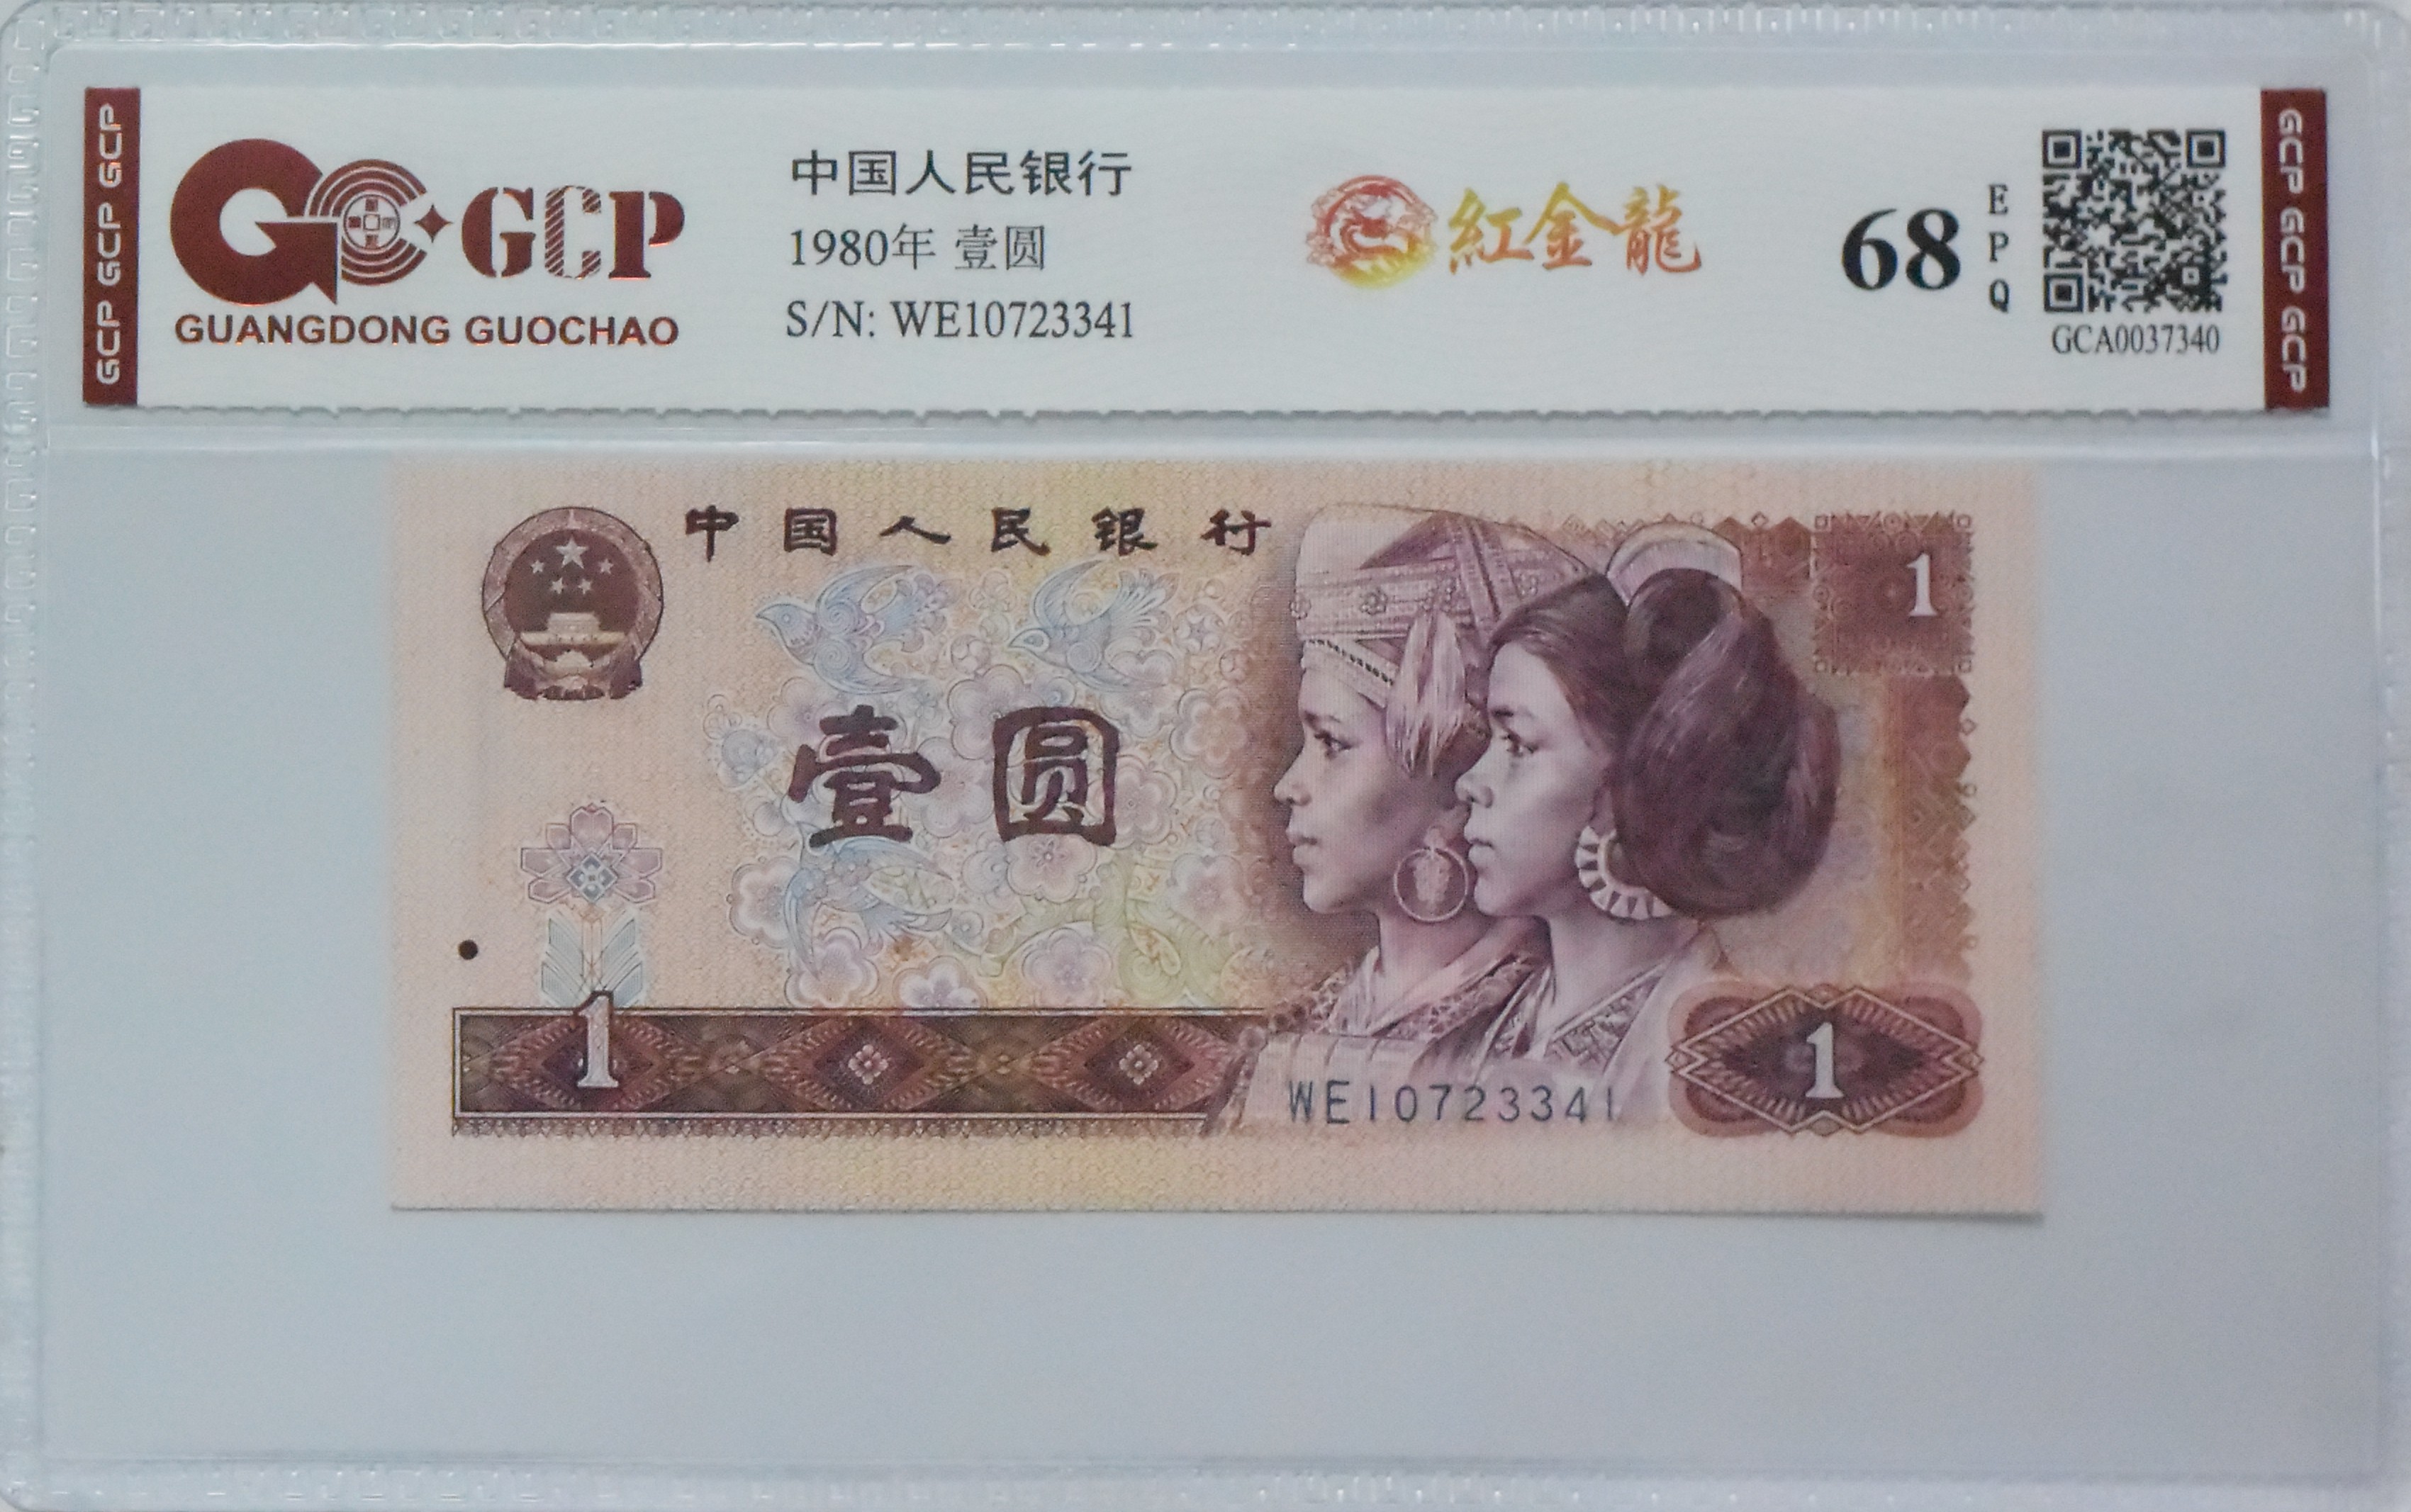 GCP GCP GCP
GCP
GUANGDONG GUOCHAO
中国人民银行
1980年 壹圆
S/N: WE10723341
紅金龍
68
EPQ
GCA0037340
GCP GCP GCP
中国人民银行
1
壹圆
1
WE10723341
1